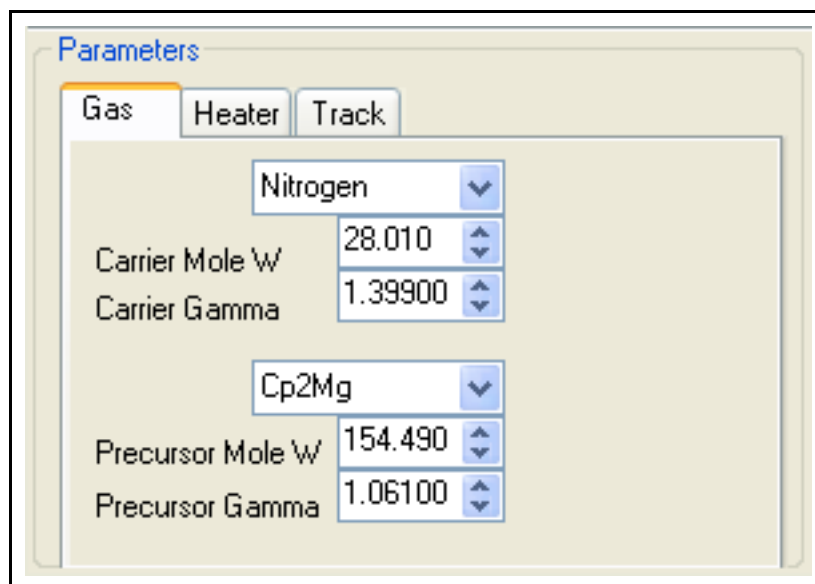 Parameters
Gas Heater Track
Nitrogen
Carrier Mole W 28.010
Carrier Gamma 1.39900
Cp2Mg
Precursor Mole W 154.490
Precursor Gamma 1.06100